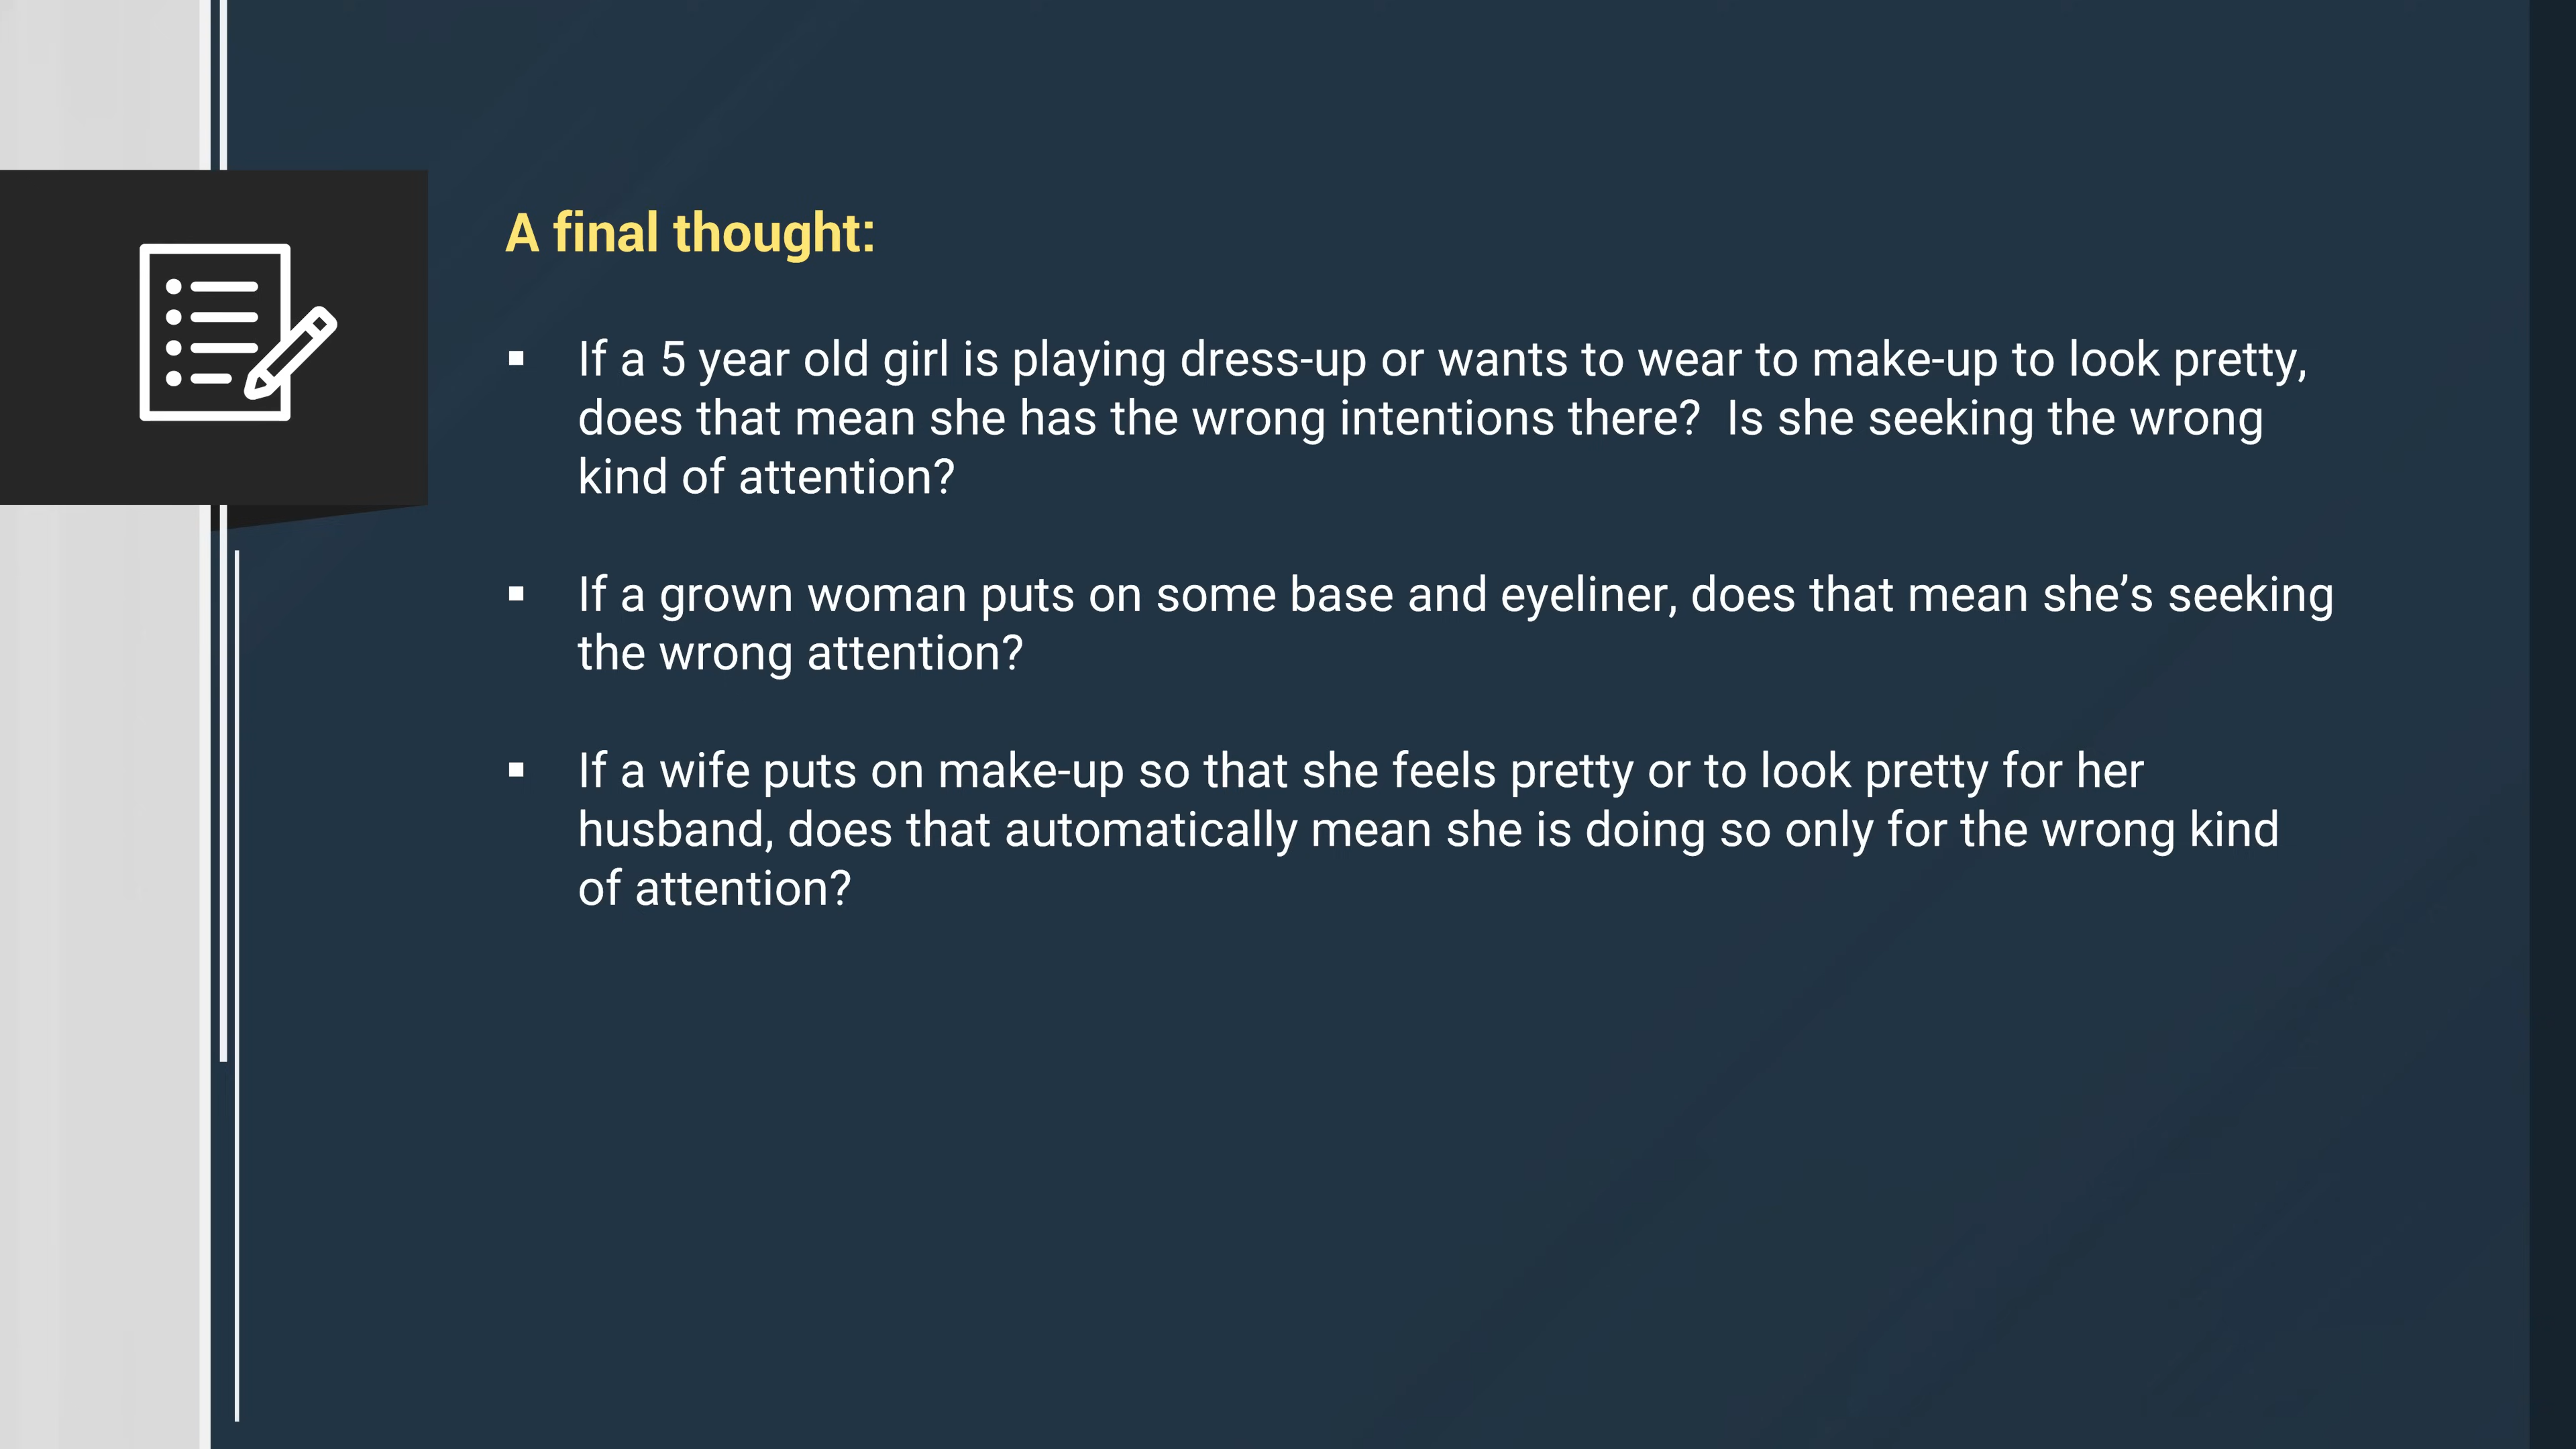 A final thought:
▪ If a 5 year old girl is playing dress-up or wants to wear to make-up to look pretty,
does that mean she has the wrong intentions there?  Is she seeking the wrong
kind of attention?
▪ If a grown woman puts on some base and eyeliner, does that mean she’s seeking
the wrong attention?
▪ If a wife puts on make-up so that she feels pretty or to look pretty for her
husband, does that automatically mean she is doing so only for the wrong kind
of attention?